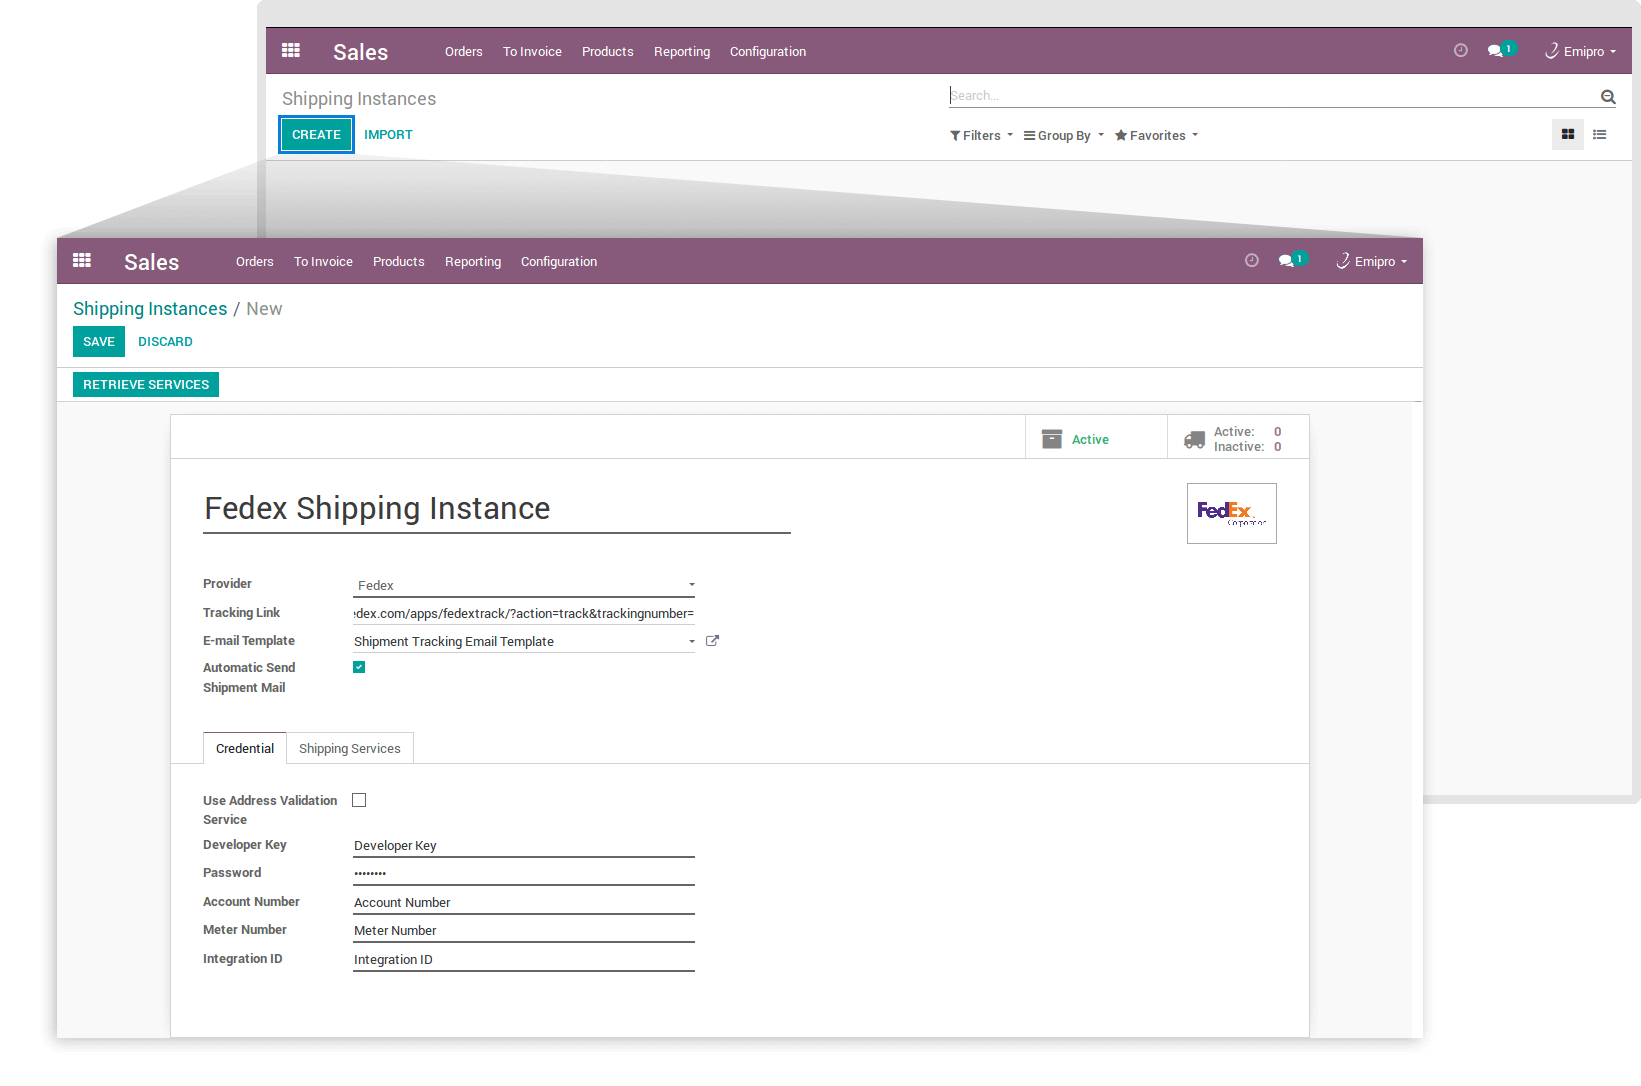 Sales Orders To Invoice Products Reporting Configuration 1 Emipro
Shipping Instances Search...
CREATE IMPORT Filters Group By Favorites
Sales Orders To Invoice Products Reporting Configuration 1 Emipro
Shipping Instances / New
SAVE DISCARD
RETRIEVE SERVICES
Active Active: 0
Inactive: 0
Fedex Shipping Instance
FedEx
Corporation
Provider Fedex
Tracking Link edex.com/apps/fedextrack/?action=track&trackingnumber=
E-mail Template Shipment Tracking Email Template
Automatic Send
Shipment Mail
Credential Shipping Services
Use Address Validation
Service
Developer Key Developer Key
Password ••••••••
Account Number Account Number
Meter Number Meter Number
Integration ID Integration ID